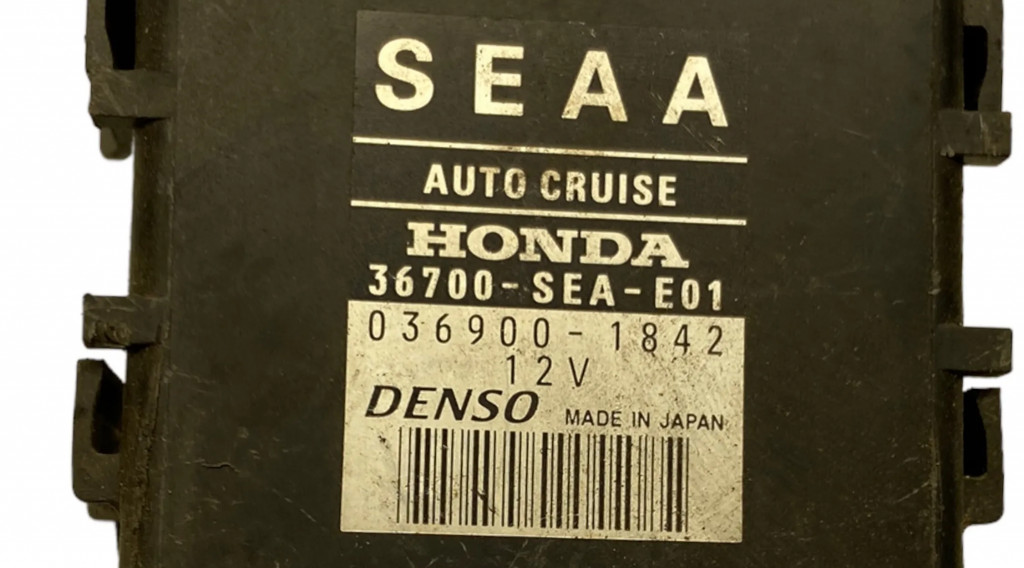 SEAA
AUTO CRUISE
HONDA
36700-SEA-E01
036900-1842
12V
DENSO MADE IN JAPAN